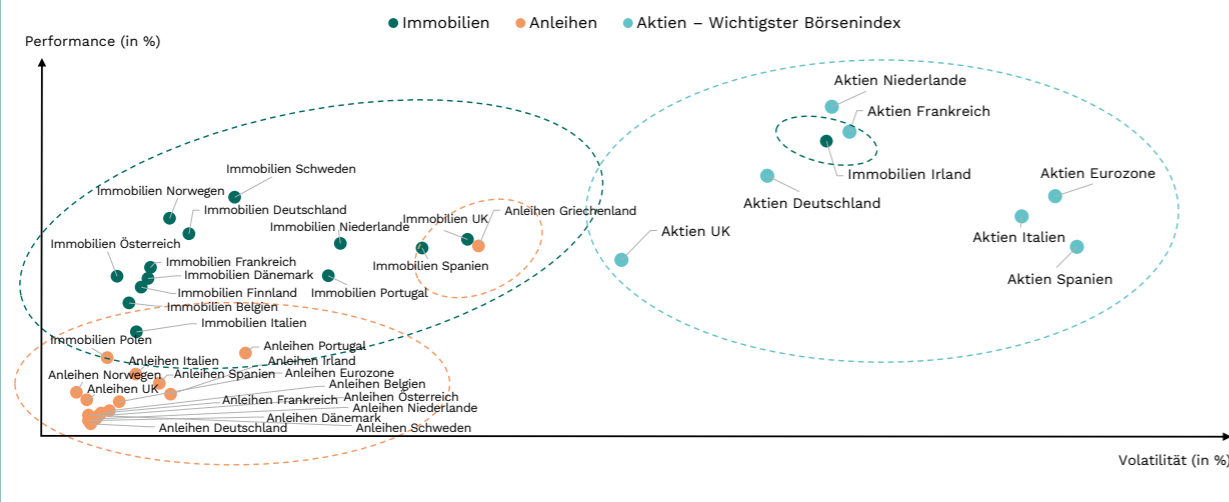 Immobilien Anleihen Aktien – Wichtigster Börsenindex
Performance (in %)
Aktien Niederlande
Aktien Frankreich
Immobilien Schweden
Immobilien Irland
Aktien Eurozone
Immobilien Norwegen
Aktien Deutschland
Immobilien Deutschland
Anleihen Griechenland
Immobilien UK
Immobilien Niederlande
Aktien UK
Aktien Italien
Immobilien Österreich
Immobilien Frankreich
Immobilien Spanien
Immobilien Dänemark
Aktien Spanien
Immobilien Finnland
Immobilien Portugal
Immobilien Belgien
Immobilien Italien
Immobilien Polen
Anleihen Portugal
Anleihen Italien
Anleihen Irland
Anleihen Norwegen
Anleihen Spanien
Anleihen Eurozone
Anleihen UK
Anleihen Belgien
Anleihen Frankreich
Anleihen Österreich
Anleihen Niederlande
Anleihen Dänemark
Anleihen Deutschland
Anleihen Schweden
Volatilität (in %)